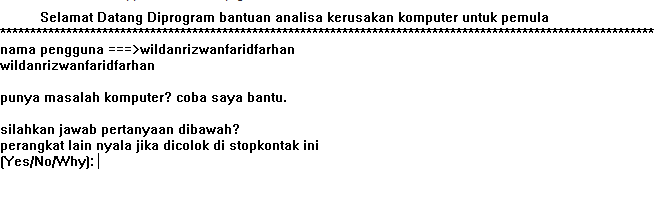 Selamat Datang Diprogram bantuan analisa kerusakan komputer untuk pemula
****************************************************************************************************************
nama pengguna ===>wildanrizwanfaridfarhan
wildanrizwanfaridfarhan
punya masalah komputer? coba saya bantu.
silahkan jawab pertanyaan dibawah?
perangkat lain nyala jika dicolok di stopkontak ini
(Yes/No/Why):